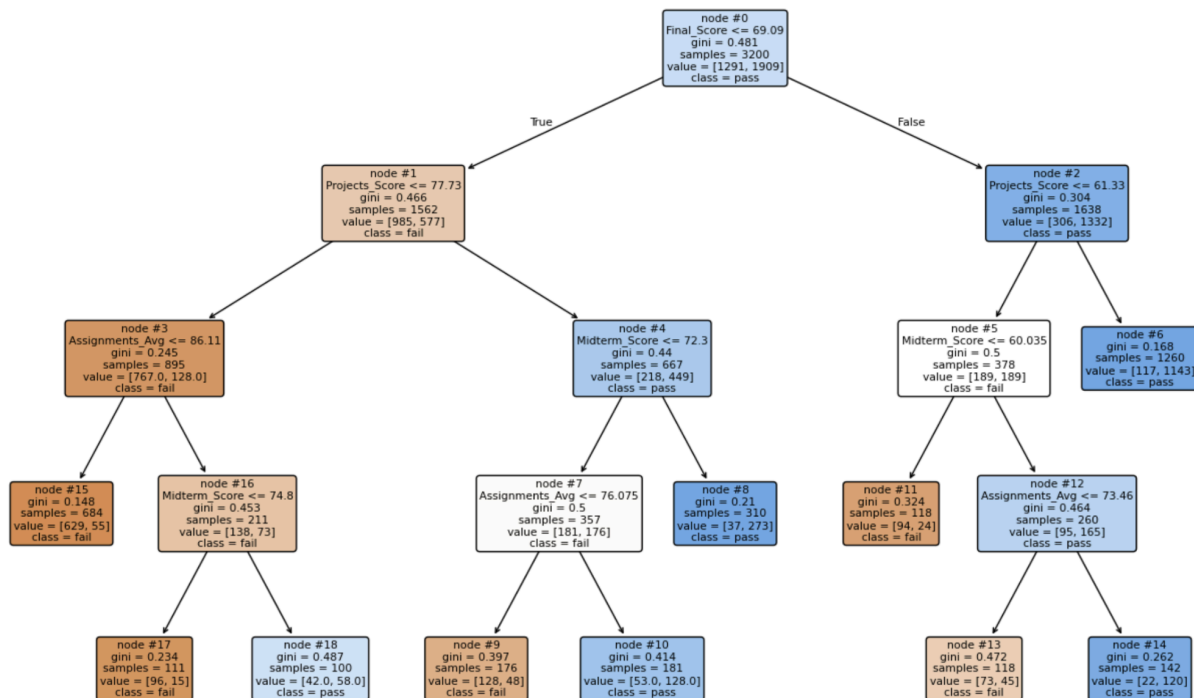 node #0
Final_Score <= 69.09
gini = 0.481
samples = 3200
value = [1291, 1909]
class = pass
True
False
node #1
Projects_Score <= 77.73
gini = 0.466
samples = 1562
value = [985, 577]
class = fail
node #2
Projects_Score <= 61.33
gini = 0.304
samples = 1638
value = [306, 1332]
class = pass
node #3
Assignments_Avg <= 86.11
gini = 0.245
samples = 895
value = [767.0, 128.0]
class = fail
node #4
Midterm_Score <= 72.3
gini = 0.44
samples = 667
value = [218, 449]
class = pass
node #5
Midterm_Score <= 60.035
gini = 0.5
samples = 378
value = [189, 189]
class = fail
node #6
gini = 0.168
samples = 1260
value = [117, 1143]
class = pass
node #15
gini = 0.148
samples = 684
value = [629, 55]
class = fail
node #16
Midterm_Score <= 74.8
gini = 0.453
samples = 211
value = [138, 73]
class = fail
node #7
Assignments_Avg <= 76.075
gini = 0.5
samples = 357
value = [181, 176]
class = fail
node #8
gini = 0.21
samples = 310
value = [37, 273]
class = pass
node #11
gini = 0.324
samples = 118
value = [94, 24]
class = fail
node #12
Assignments_Avg <= 73.46
gini = 0.464
samples = 260
value = [95, 165]
class = pass
node #17
gini = 0.234
samples = 111
value = [96, 15]
class = fail
node #18
gini = 0.487
samples = 100
value = [42.0, 58.0]
class = pass
node #9
gini = 0.397
samples = 176
value = [128, 48]
class = fail
node #10
gini = 0.414
samples = 181
value = [53.0, 128.0]
class = pass
node #13
gini = 0.472
samples = 118
value = [73, 45]
class = fail
node #14
gini = 0.262
samples = 142
value = [22, 120]
class = pass